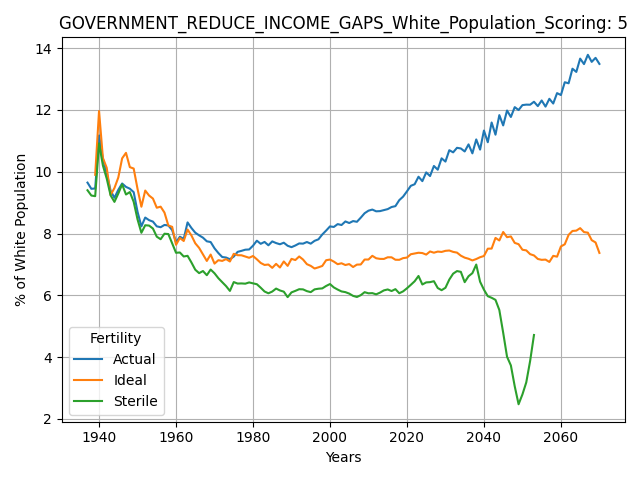 GOVERNMENT_REDUCE_INCOME_GAPS_White_Population_Scoring: 5
14
12
10
8
6
4
2
% of White Population
Fertility
Actual
Ideal
Sterile
1940 1960 1980 2000 2020 2040 2060
Years